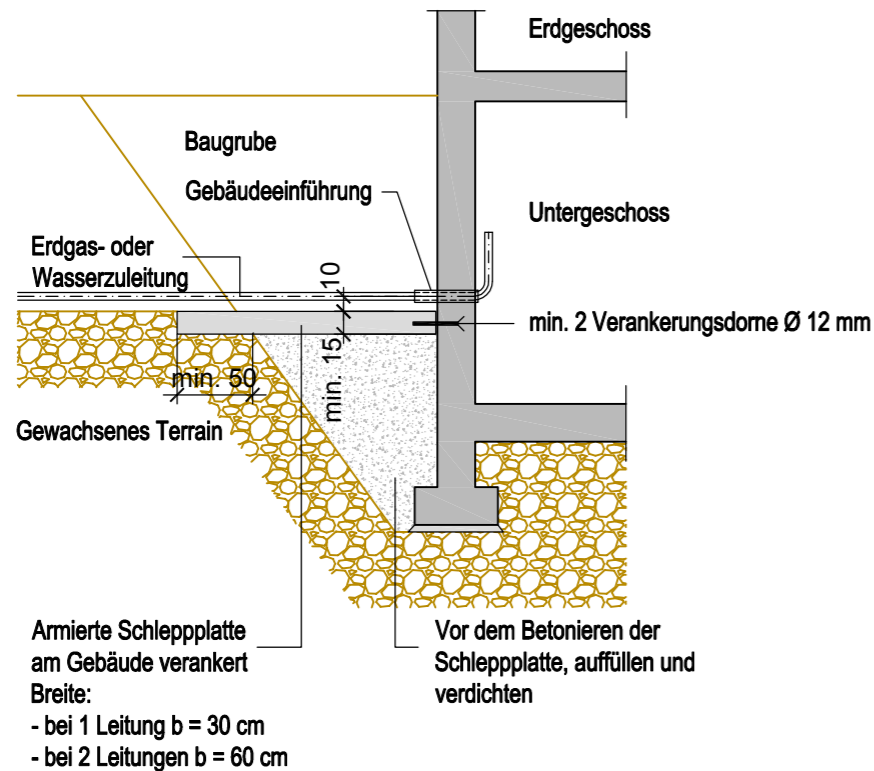 Erdgeschoss
Baugrube
Gebäudeeinführung
Untergeschoss
Erdgas- oder
Wasserzuleitung
10
min. 2 Verankerungsdorne Ø 12 mm
min. 15
min. 50
Gewachsenes Terrain
Armierte Schleppplatte
am Gebäude verankert
Breite:
- bei 1 Leitung b = 30 cm
- bei 2 Leitungen b = 60 cm
Vor dem Betonieren der
Schleppplatte, auffüllen und
verdichten